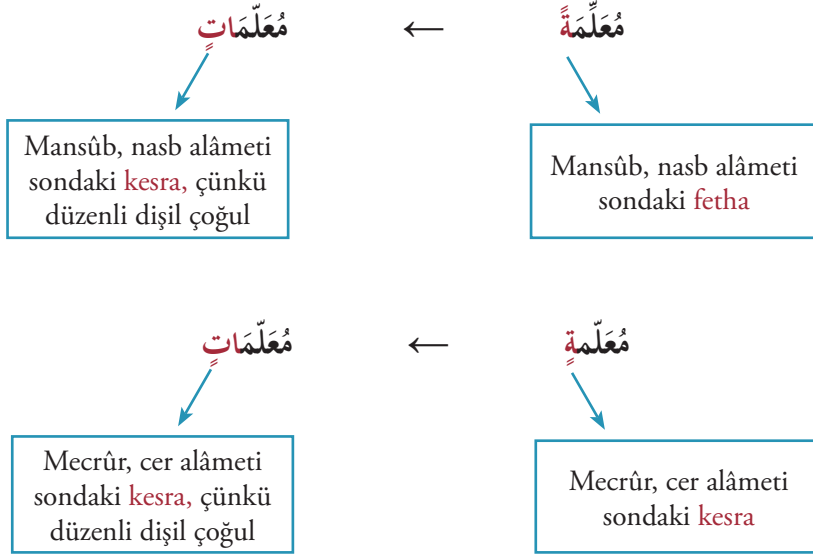 مُعَلِّمَةً ← مُعَلّمَاتٍ
Mansûb, nasb alâmeti
sondaki fetha
Mansûb, nasb alâmeti
sondaki kesra, çünkü
düzenli dişil çoğul
مُعَلّمةٍ ← مُعَلّمَاتٍ
Mecrûr, cer alâmeti
sondaki kesra
Mecrûr, cer alâmeti
sondaki kesra, çünkü
düzenli dişil çoğul